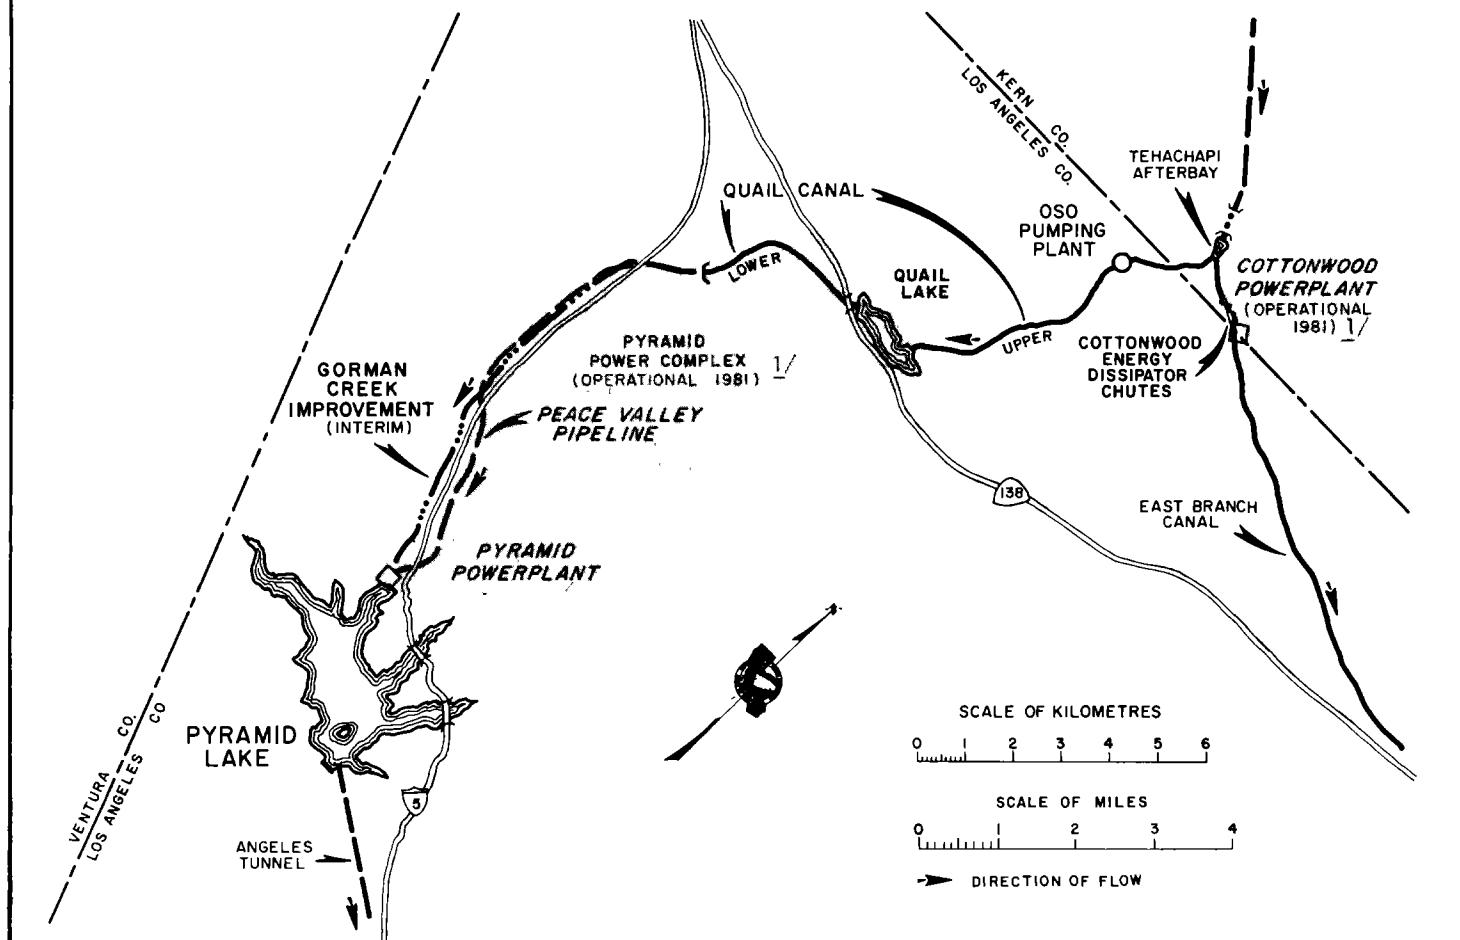 KERN CO.
LOS ANGELES CO.
TEHACHAPI
AFTERBAY
QUAIL CANAL
OSO
PUMPING
PLANT
LOWER
QUAIL
LAKE
COTTONWOOD
POWERPLANT
(OPERATIONAL
1981) 1/
UPPER
COTTONWOOD
ENERGY
DISSIPATOR
CHUTES
PYRAMID
POWER COMPLEX
(OPERATIONAL 1981) 1/
GORMAN
CREEK
IMPROVEMENT
(INTERIM)
PEACE VALLEY
PIPELINE
138
EAST BRANCH
CANAL
PYRAMID
POWERPLANT
PYRAMID
LAKE
VENTURA CO.
LOS ANGELES CO
5
ANGELES
TUNNEL
SCALE OF KILOMETRES
0 1 2 3 4 5 6
SCALE OF MILES
0 1 2 3 4
DIRECTION OF FLOW